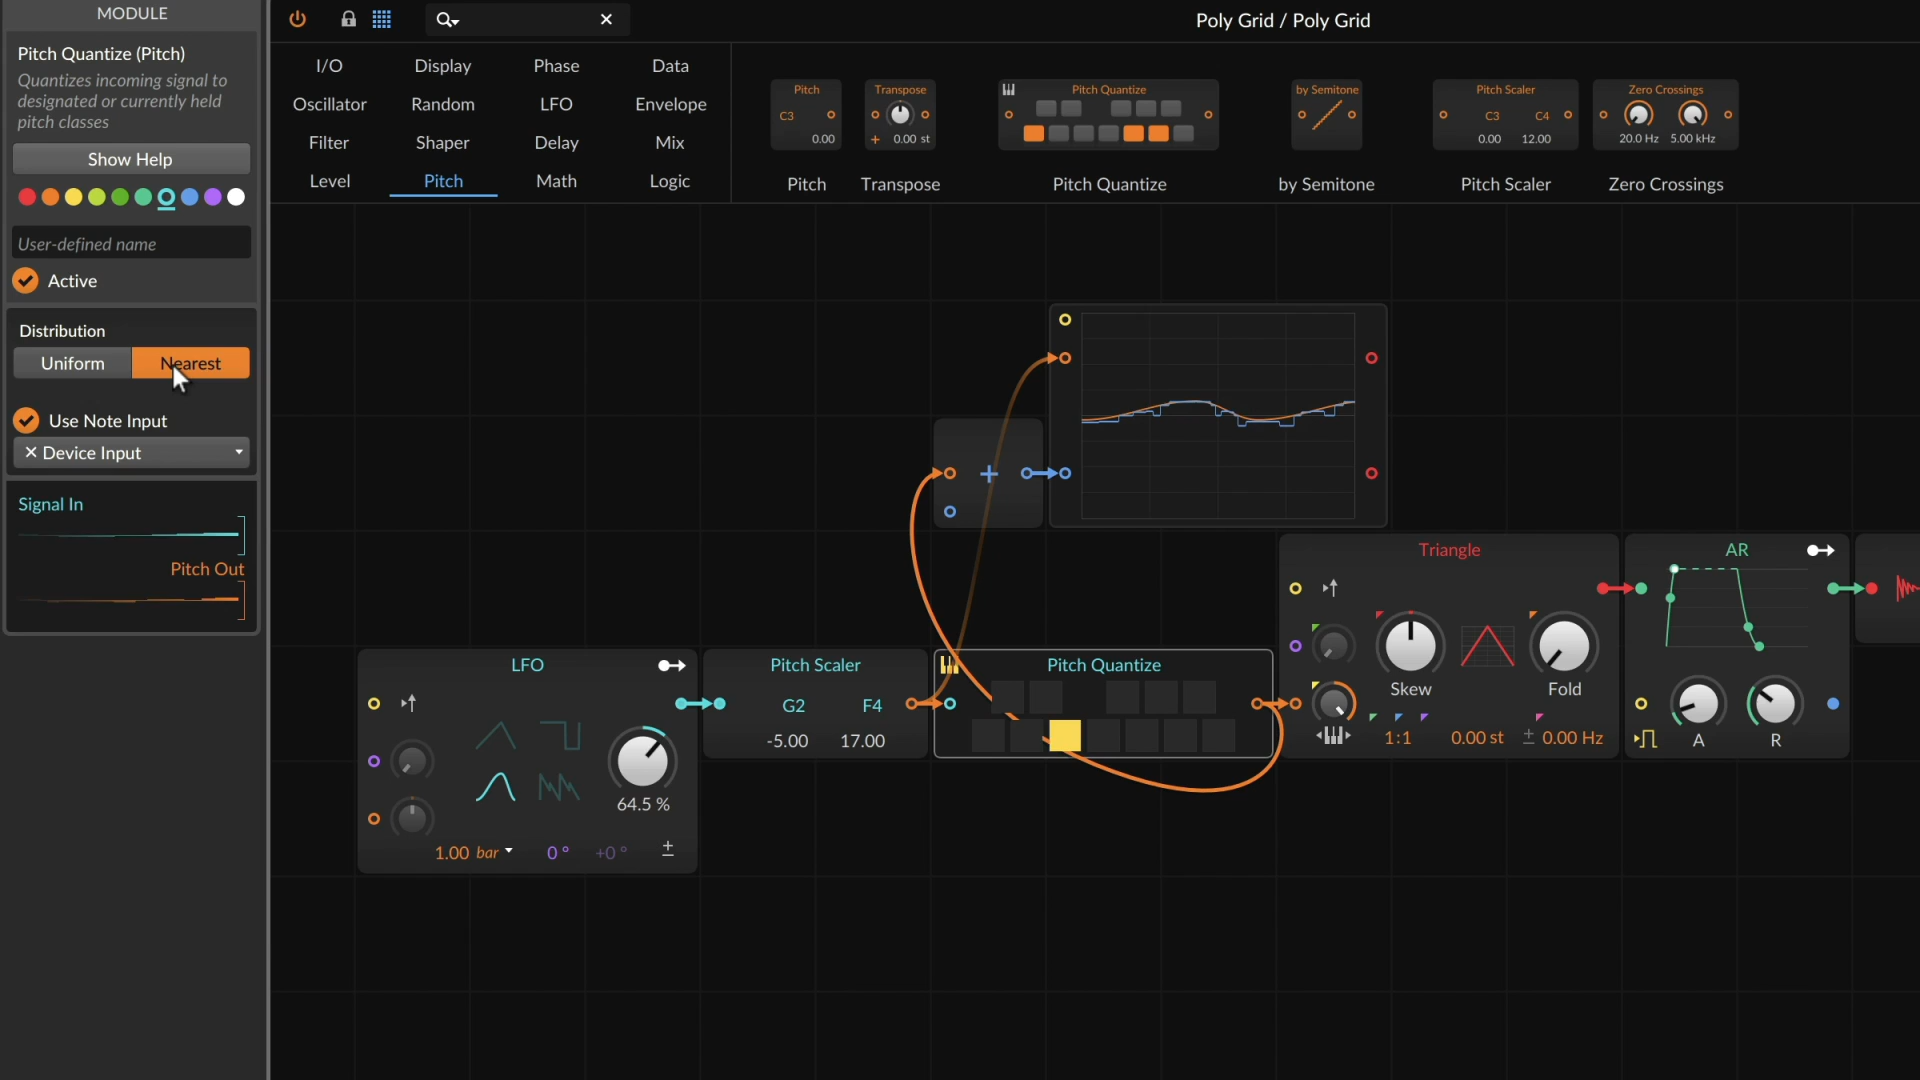 MODULE
Pitch Quantize (Pitch)
Quantizes incoming signal to
designated or currently held
pitch classes
Show Help
User-defined name
Active
Distribution
Uniform
Nearest
Use Note Input
✕ Device Input
Signal In
Pitch Out
Poly Grid / Poly Grid
I/O
Display
Phase
Data
Oscillator
Random
LFO
Envelope
Filter
Shaper
Delay
Mix
Level
Pitch
Math
Logic
Pitch
C3
0.00
Pitch
Transpose
+ 0.00 st
Transpose
Pitch Quantize
Pitch Quantize
by Semitone
by Semitone
Pitch Scaler
C3 C4
0.00 12.00
Pitch Scaler
Zero Crossings
20.0 Hz 5.00 kHz
Zero Crossings
+
LFO
64.5 %
1.00 bar
0 °
+0 °
±
Pitch Scaler
G2 F4
-5.00 17.00
Pitch Quantize
Triangle
Skew
Fold
1:1
0.00 st
± 0.00 Hz
AR
A
R